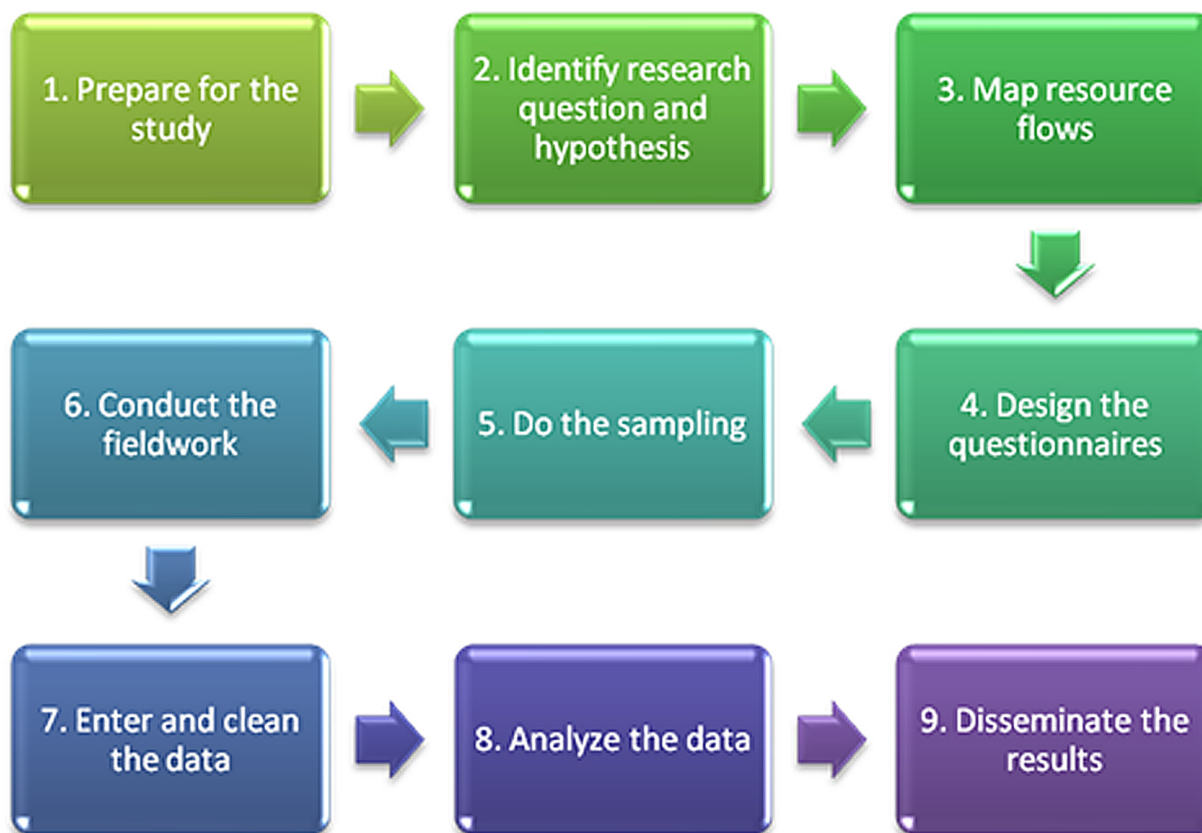 1. Prepare for the
study
2. Identify research
question and
hypothesis
3. Map resource
flows
4. Design the
questionnaires
5. Do the sampling
6. Conduct the
fieldwork
7. Enter and clean
the data
8. Analyze the data
9. Disseminate the
results